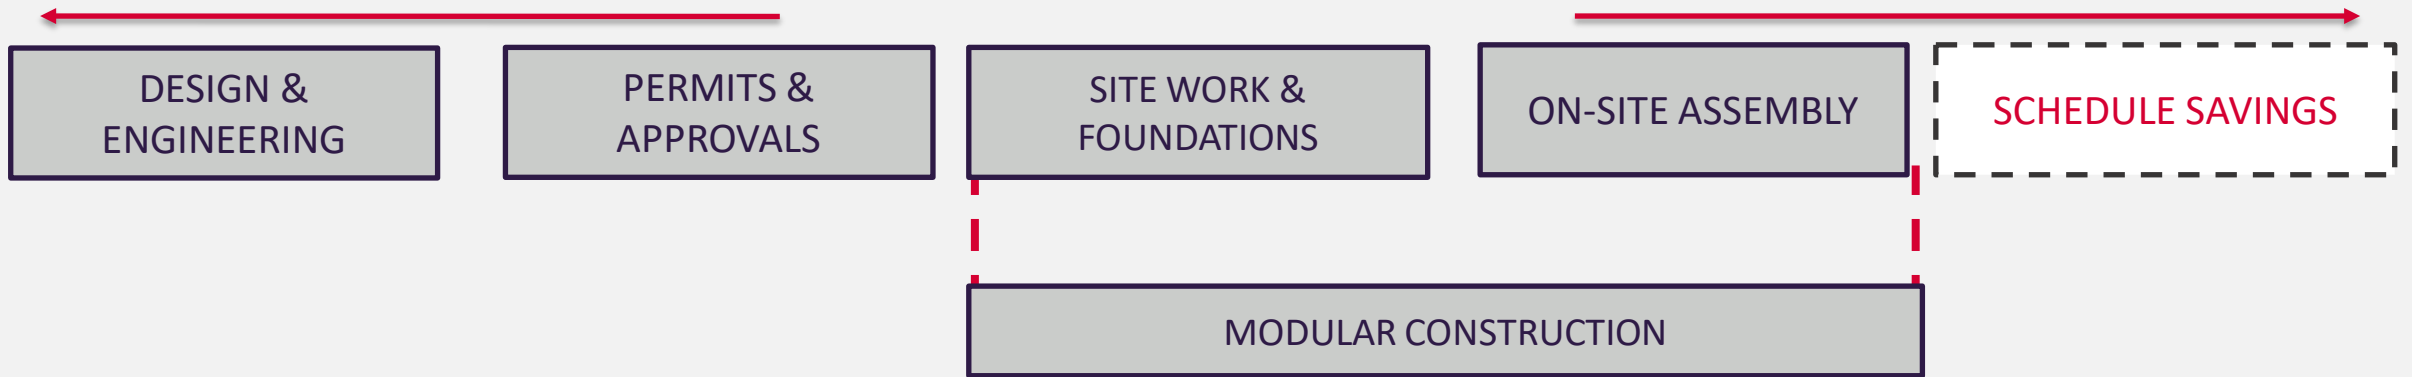 DESIGN &
ENGINEERING
PERMITS &
APPROVALS
SITE WORK &
FOUNDATIONS
ON-SITE ASSEMBLY
SCHEDULE SAVINGS
MODULAR CONSTRUCTION